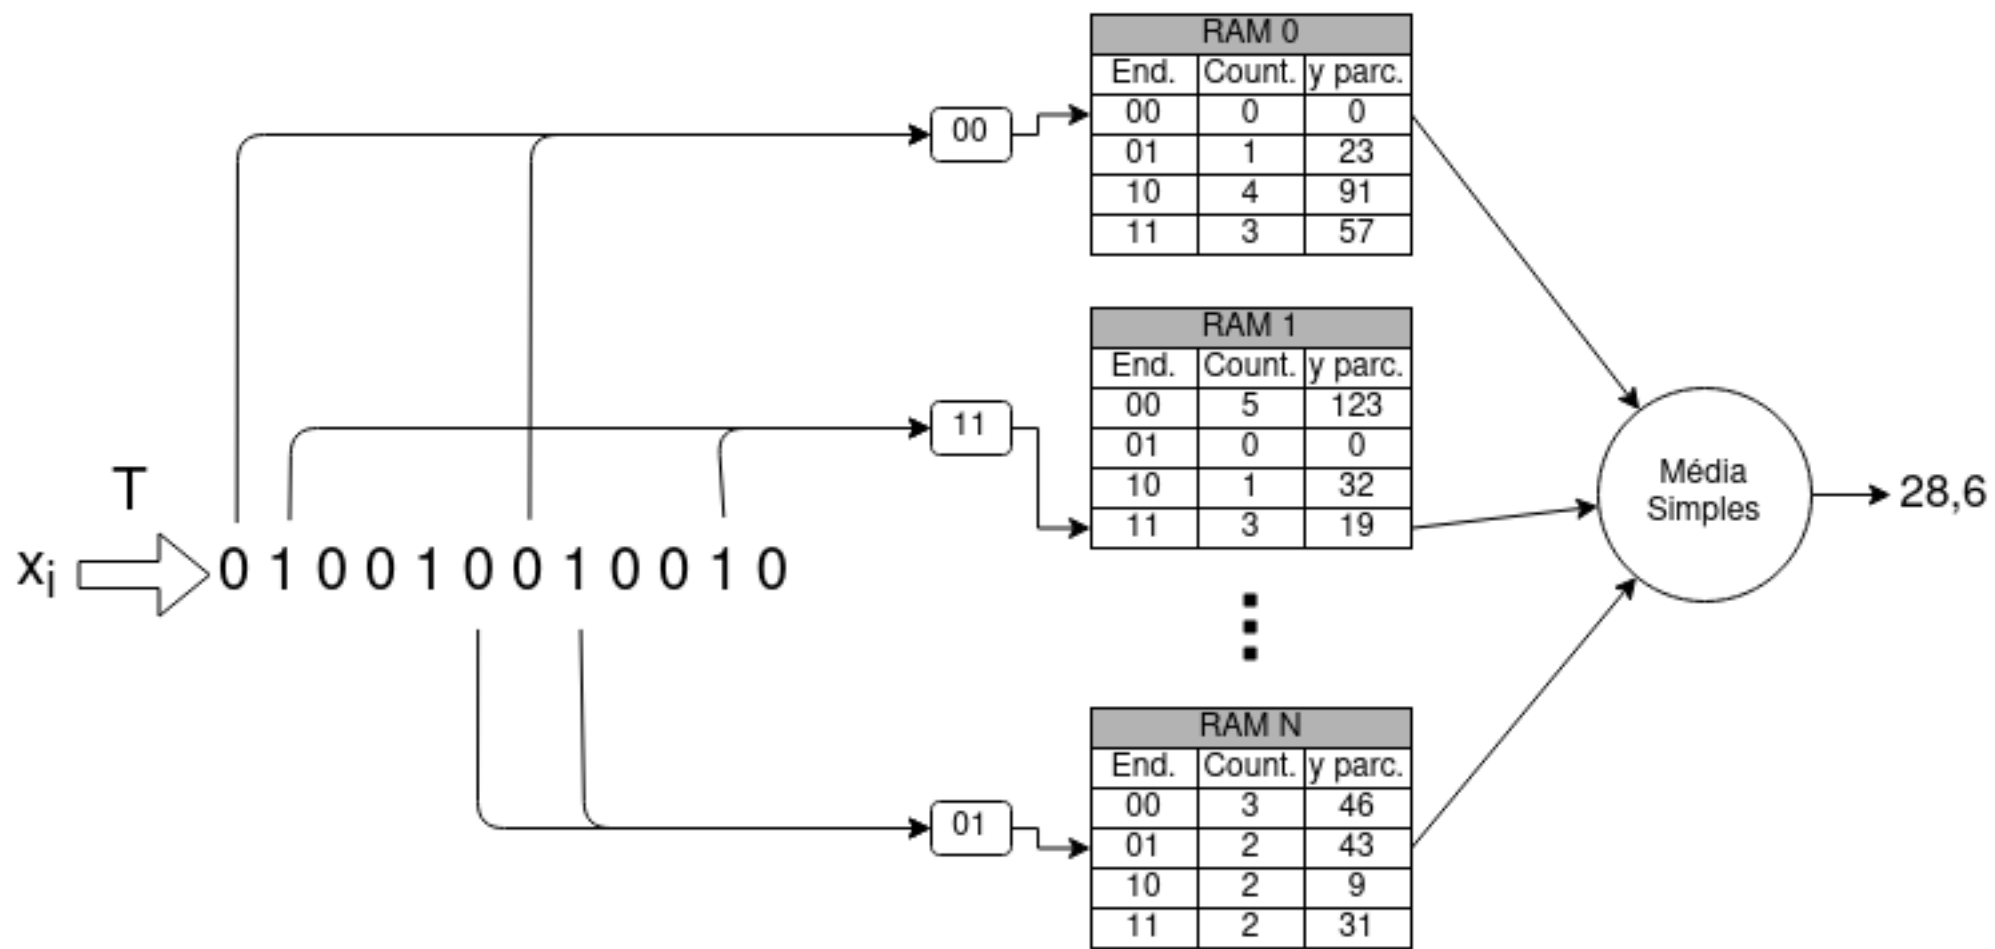 RAM 0
End. Count. y parc.
00 0 0
01 1 23
10 4 91
11 3 57
00
RAM 1
End. Count. y parc.
00 5 123
01 0 0
10 1 32
11 3 19
11
T
xi 0 1 0 0 1 0 0 1 0 0 1 0
Média
Simples
28,6
RAM N
End. Count. y parc.
00 3 46
01 2 43
10 2 9
11 2 31
01